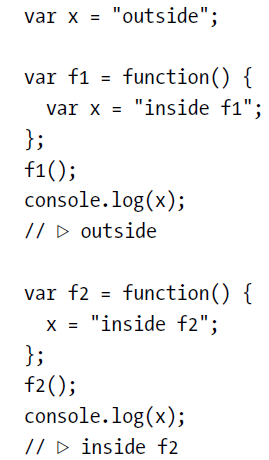 var x = "outside";
var f1 = function() {
  var x = "inside f1";
};
f1();
console.log(x);
// ▷ outside
var f2 = function() {
  x = "inside f2";
};
f2();
console.log(x);
// ▷ inside f2